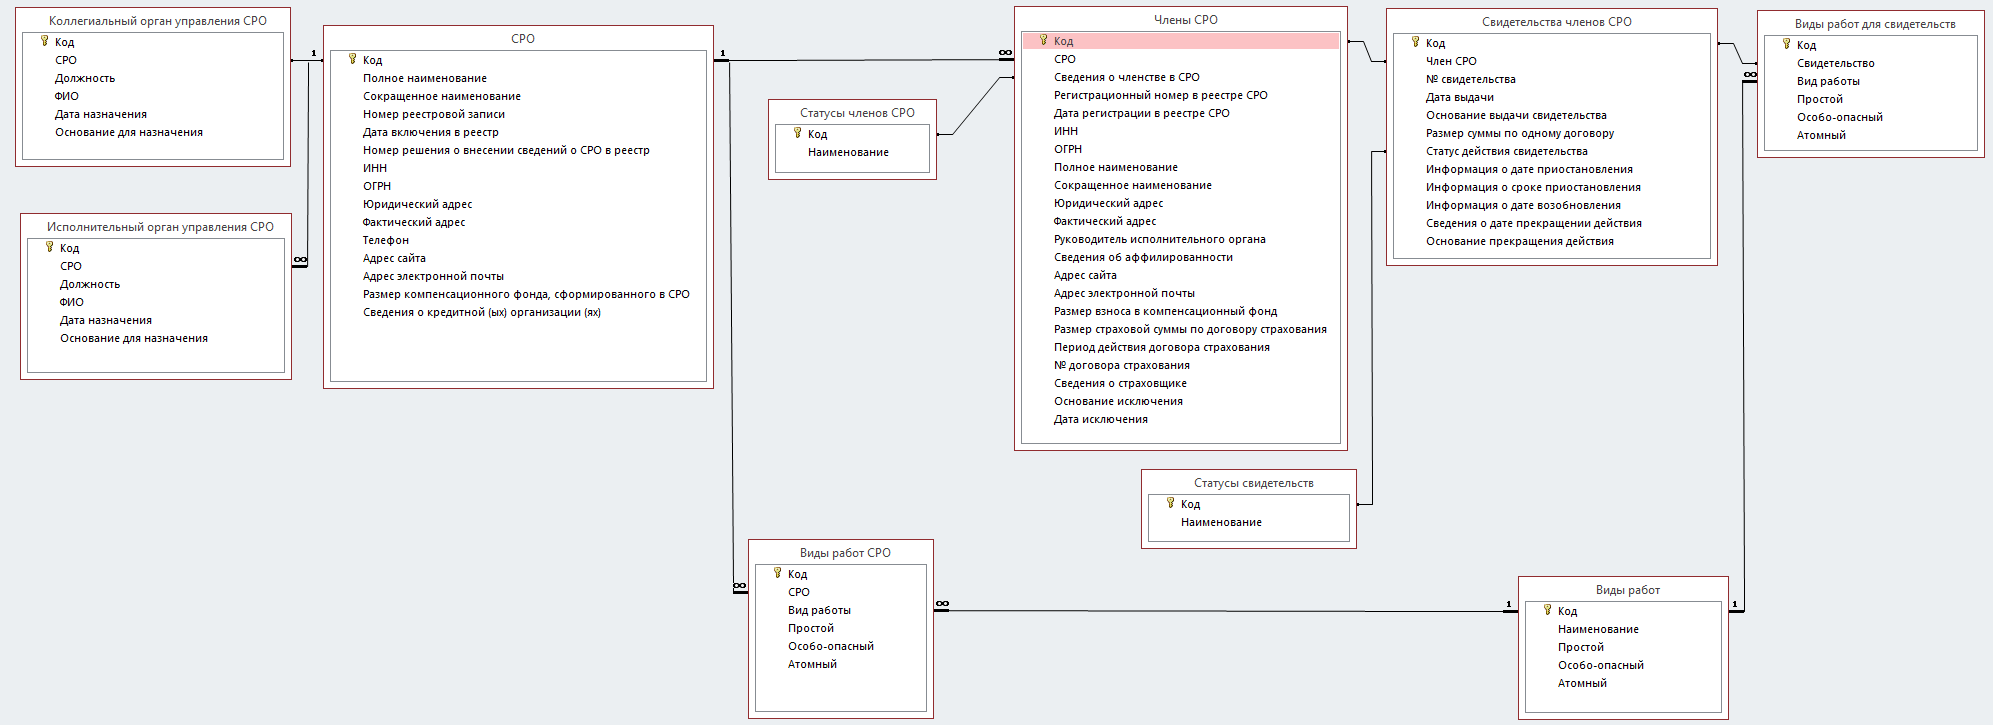 Коллегиальный орган управления СРО
Код
СРО
Должность
ФИО
Дата назначения
Основание для назначения
Исполнительный орган управления СРО
Код
СРО
Должность
ФИО
Дата назначения
Основание для назначения
1
∞
СРО
Код
Полное наименование
Сокращенное наименование
Номер реестровой записи
Дата включения в реестр
Номер решения о внесении сведений о СРО в реестр
ИНН
ОГРН
Юридический адрес
Фактический адрес
Телефон
Адрес сайта
Адрес электронной почты
Размер компенсационного фонда, сформированного в СРО
Сведения о кредитной (ых) организации (ях)
1
∞
Статусы членов СРО
Код
Наименование
Члены СРО
Код
СРО
Сведения о членстве в СРО
Регистрационный номер в реестре СРО
Дата регистрации в реестре СРО
ИНН
ОГРН
Полное наименование
Сокращенное наименование
Юридический адрес
Фактический адрес
Руководитель исполнительного органа
Сведения об аффилированности
Адрес сайта
Адрес электронной почты
Размер взноса в компенсационный фонд
Размер страховой суммы по договору страхования
Период действия договора страхования
№ договора страхования
Сведения о страховщике
Основание исключения
Дата исключения
Свидетельства членов СРО
Код
Член СРО
№ свидетельства
Дата выдачи
Основание выдачи свидетельства
Размер суммы по одному договору
Статус действия свидетельства
Информация о дате приостановления
Информация о сроке приостановления
Информация о дате возобновления
Сведения о дате прекращении действия
Основание прекращения действия
Виды работ для свидетельств
Код
Свидетельство
Вид работы
Простой
Особо-опасный
Атомный
∞
Статусы свидетельств
Код
Наименование
Виды работ СРО
Код
СРО
Вид работы
Простой
Особо-опасный
Атомный
∞
∞
1
Виды работ
Код
Наименование
Простой
Особо-опасный
Атомный
1